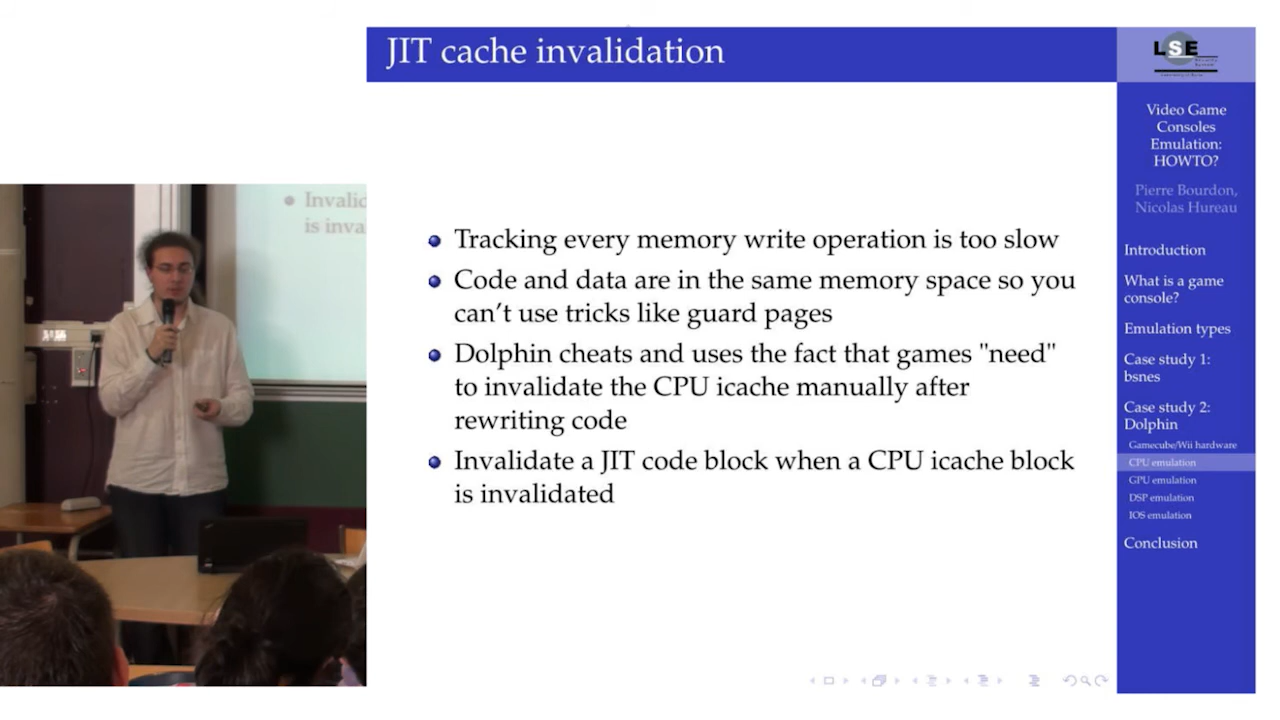 JIT cache invalidation
LSE
Video Game
Consoles
Emulation:
HOWTO?
Pierre Bourdon,
Nicolas Hureau
Introduction
What is a game
console?
Emulation types
Case study 1:
bsnes
Case study 2:
Dolphin
Gamecube/Wii hardware
CPU emulation
GPU emulation
DSP emulation
IOS emulation
Conclusion
Tracking every memory write operation is too slow
Code and data are in the same memory space so you
can't use tricks like guard pages
Dolphin cheats and uses the fact that games "need"
to invalidate the CPU icache manually after
rewriting code
Invalidate a JIT code block when a CPU icache block
is invalidated
Invalid
is inva